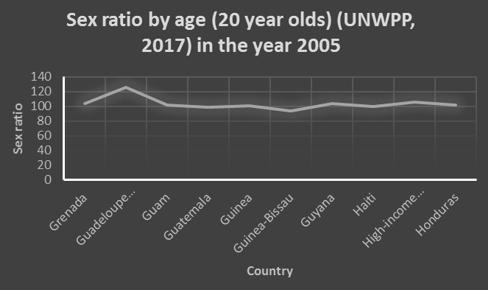 Sex ratio by age (20 year olds) (UNWPP,
2017) in the year 2005
140
120
100
80
60
40
20
0
Sex ratio
Grenada
Guadeloupe...
Guam
Guatemala
Guinea
Guinea-Bissau
Guyana
Haiti
High-income...
Honduras
Country